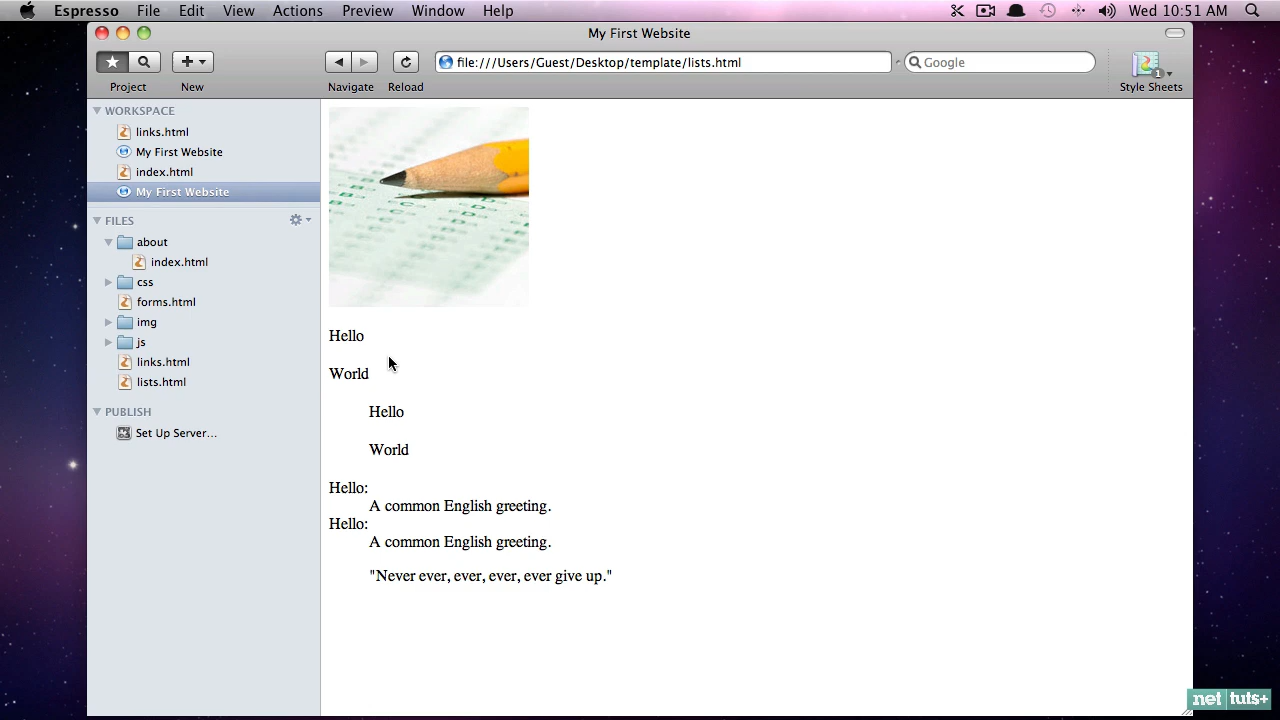 Espresso File Edit View Actions Preview Window Help Wed 10:51 AM
My First Website
file:///Users/Guest/Desktop/template/lists.html Google
Project New Navigate Reload 1 Style Sheets
WORKSPACE
links.html
My First Website
index.html
My First Website
FILES
about
index.html
css
forms.html
img
js
links.html
lists.html
PUBLISH
Set Up Server...
Hello
World
Hello
World
Hello:
A common English greeting.
Hello:
A common English greeting.
"Never ever, ever, ever, ever give up."
net tuts+